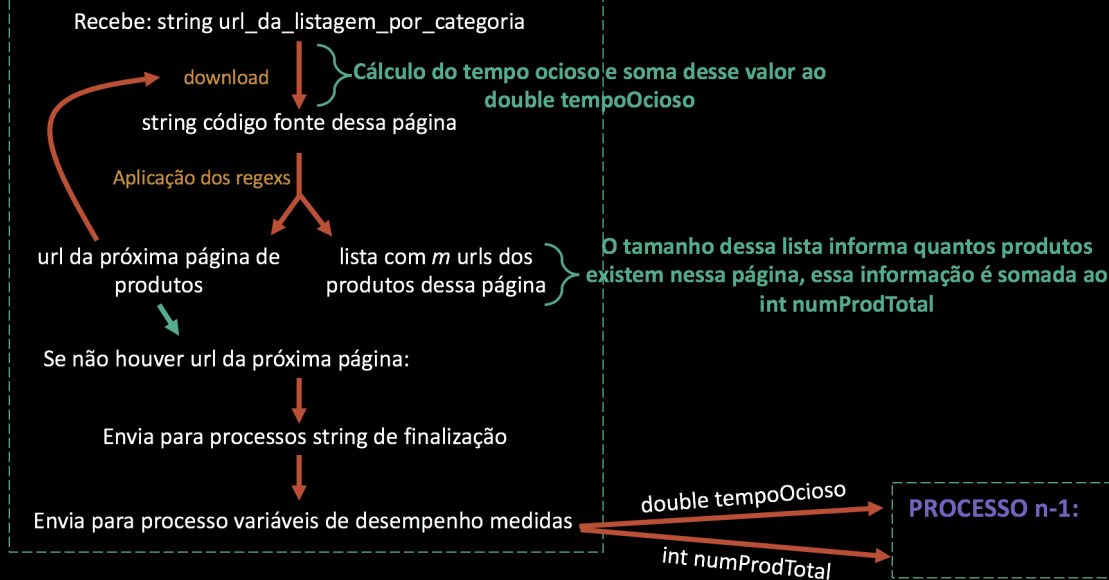 Recebe: string url_da_listagem_por_categoria
download
Cálculo do tempo ocioso e soma desse valor ao
double tempoOcioso
string código fonte dessa página
Aplicação dos regexs
url da próxima página de
produtos
lista com m urls dos
produtos dessa página
O tamanho dessa lista informa quantos produtos
existem nessa página, essa informação é somada ao
int numProdTotal
Se não houver url da próxima página:
Envia para processos string de finalização
Envia para processo variáveis de desempenho medidas
double tempoOcioso
int numProdTotal
PROCESSO n-1: